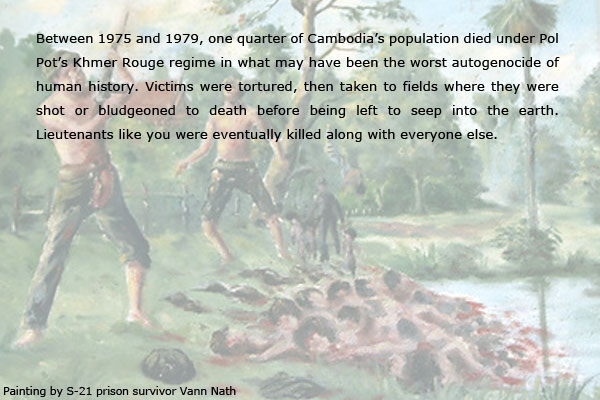 Between 1975 and 1979, one quarter of Cambodia’s population died under Pol
Pot’s Khmer Rouge regime in what may have been the worst autogenocide of
human history. Victims were tortured, then taken to fields where they were
shot or bludgeoned to death before being left to seep into the earth.
Lieutenants like you were eventually killed along with everyone else.
Painting by S-21 prison survivor Vann Nath